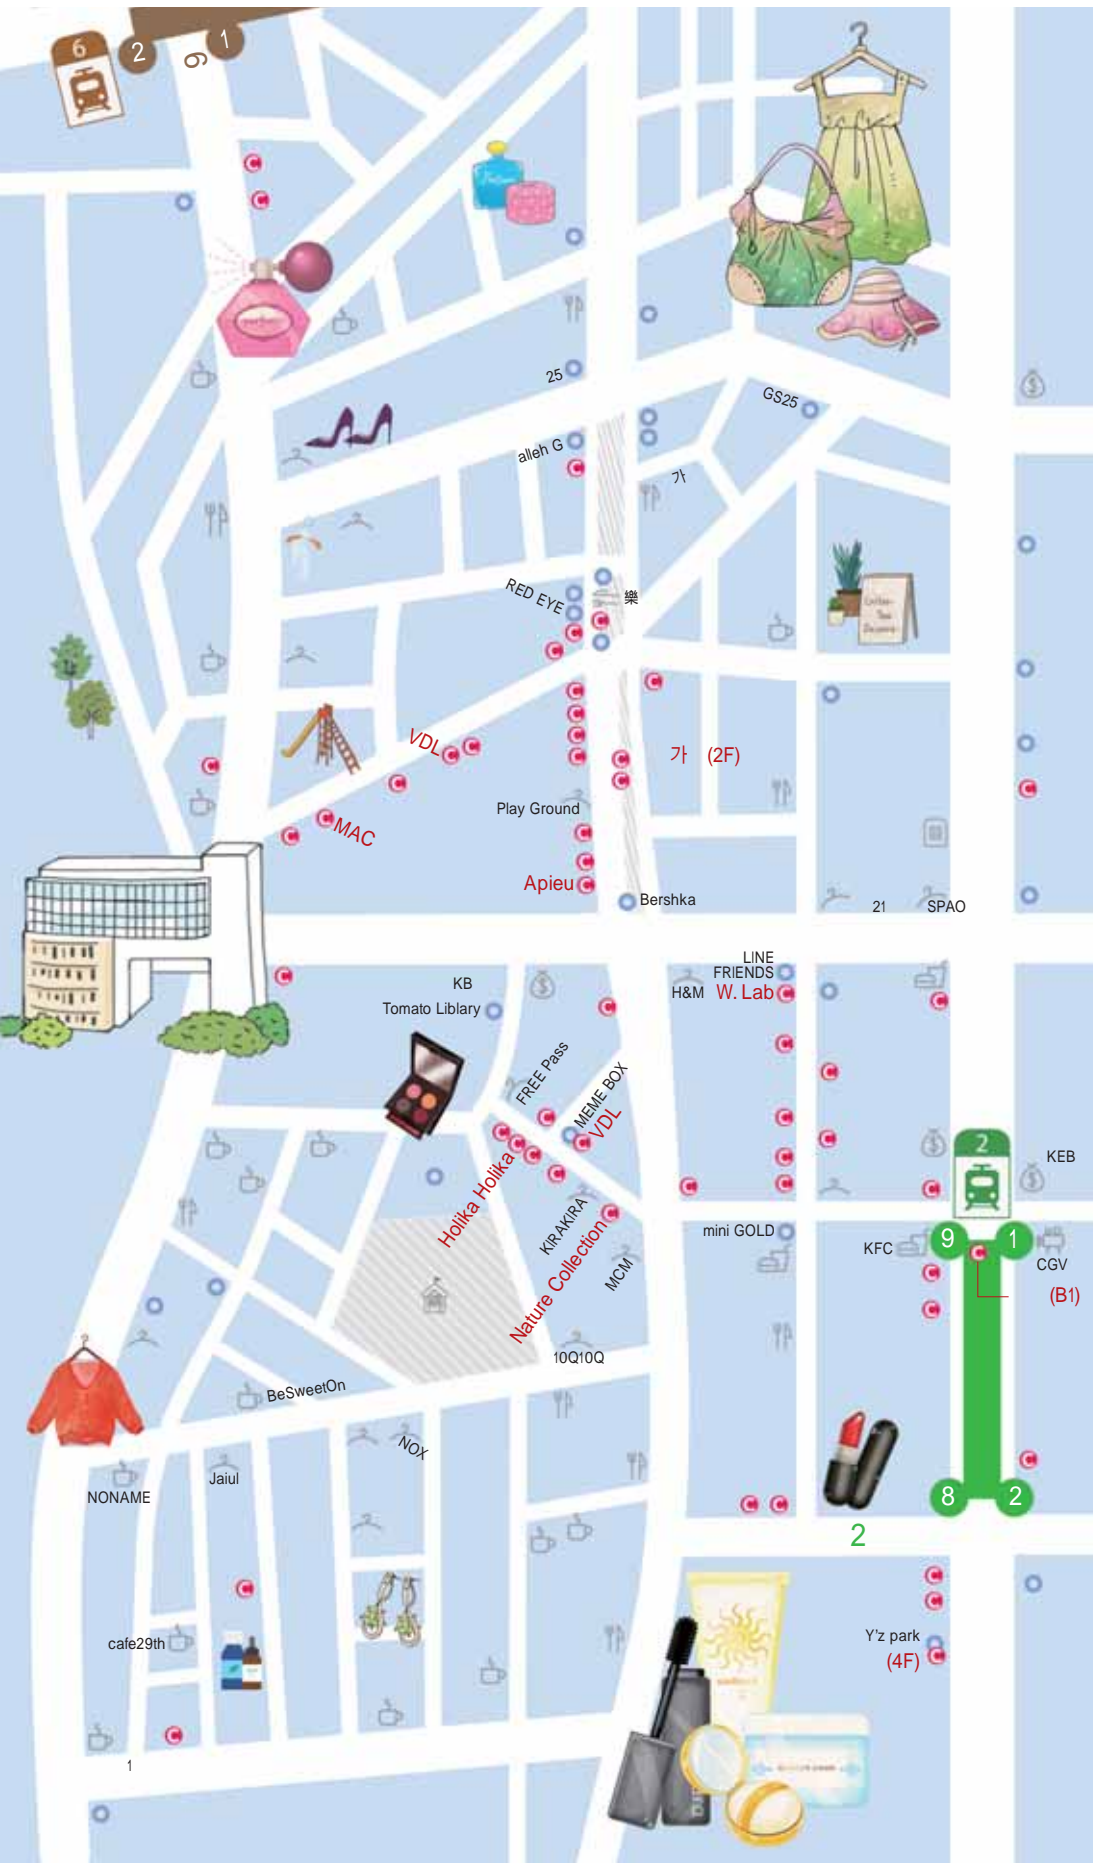 6
2
1
6
25
GS25
alleh G
가
RED EYE
樂
VDL
가 (2F)
Play Ground
MAC
Apieu
Bershka
21
SPAO
LINE
FRIENDS
KB
H&M
W. Lab
Tomato Liblary
FREE Pass
MEME BOX
VDL
2
KEB
Holika Holika
KIRAKIRA
Nature Collection
MCM
mini GOLD
KFC
9
1
CGV
(B1)
10Q10Q
BeSweetOn
NOX
Jaiul
NONAME
8
2
2
cafe29th
Y'z park
(4F)
1